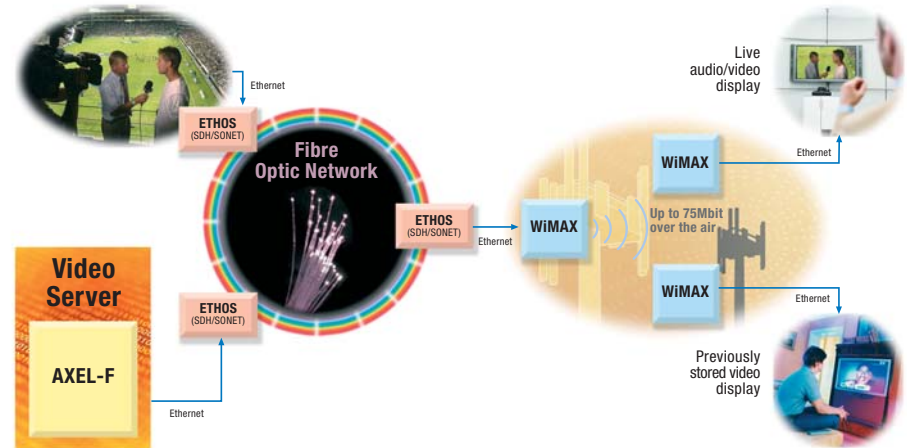 Ethernet
ETHOS
(SDH/SONET)
Fibre
Optic Network
ETHOS
(SDH/SONET)
Ethernet
Video
Server
AXEL-F
Ethernet
ETHOS
(SDH/SONET)
WiMAX
Up to 75Mbit
over the air
WiMAX
Ethernet
Live
audio/video
display
WiMAX
Ethernet
Previously
stored video
display